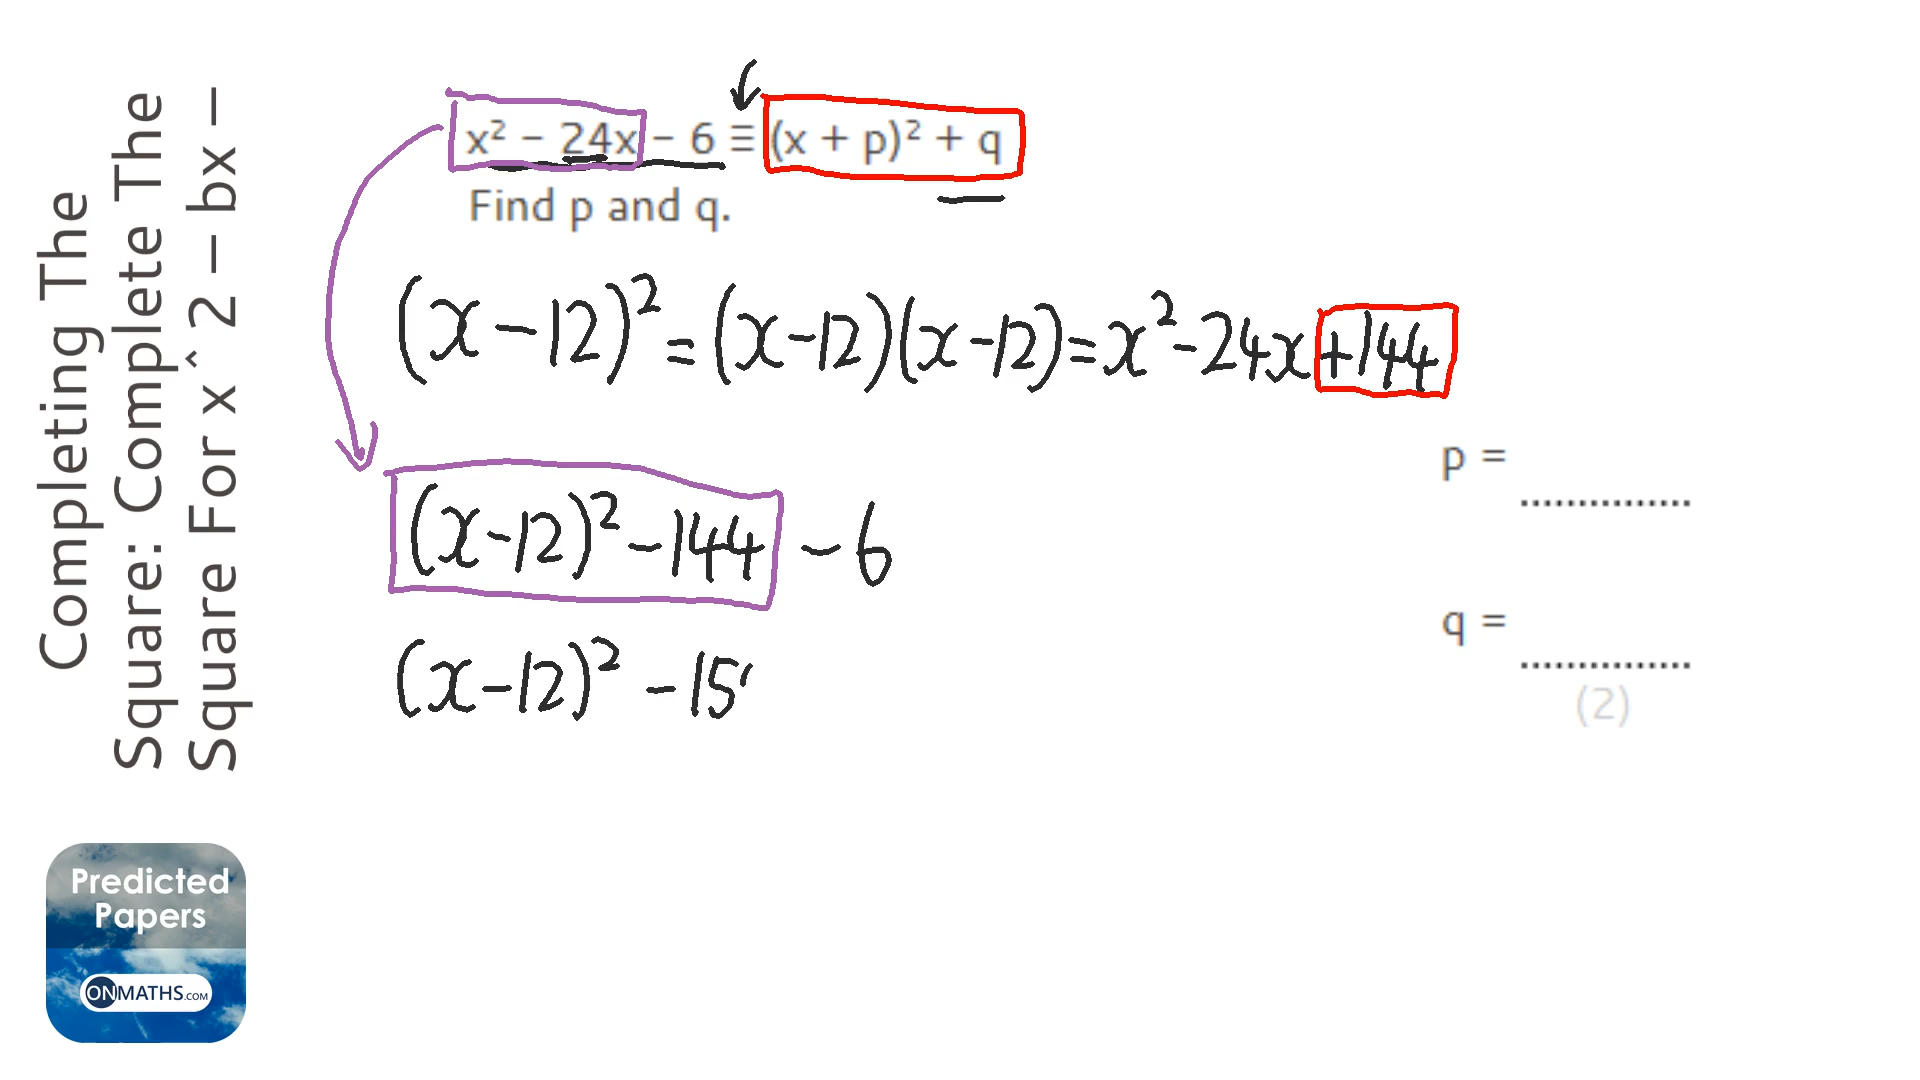 Completing The
Square: Complete The
Square For x^2 – bx –
x² – 24x – 6 ≡ (x + p)² + q
Find p and q.
(x – 12)² = (x – 12)(x – 12) = x² – 24x + 144
(x – 12)² – 144 – 6
(x – 12)² – 15
p =
q =
(2)
Predicted
Papers
ONMATHS.COM